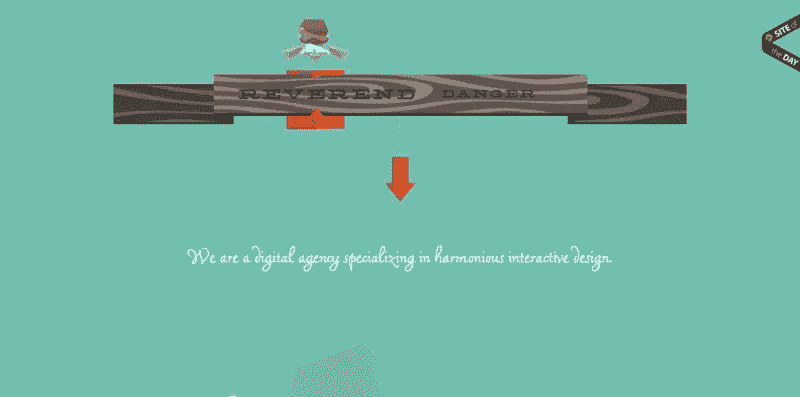 SITE of
the DAY
REVEREND DANGER
We are a digital agency specializing in harmonious interactive design.